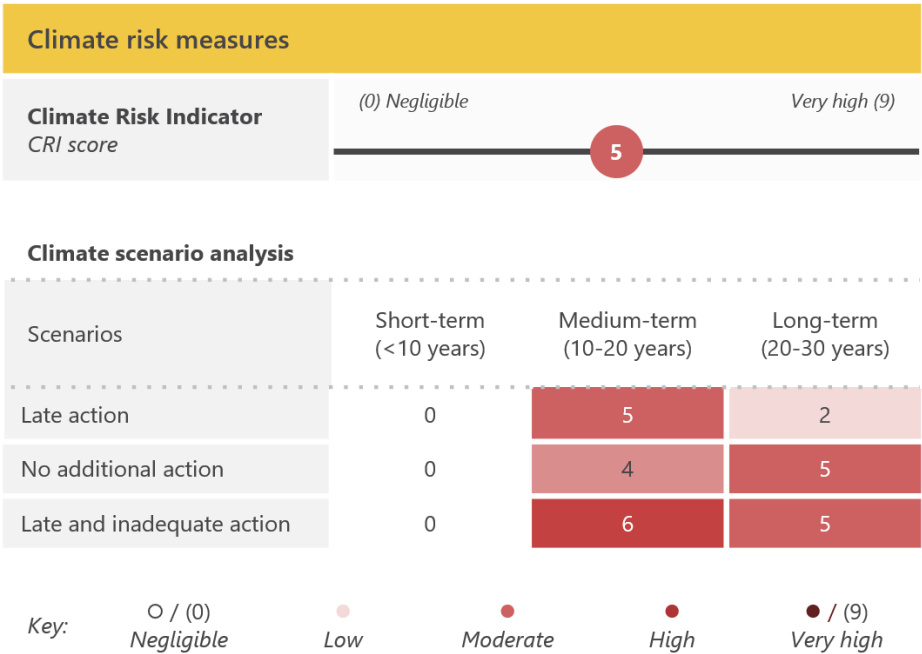 Climate risk measures
Climate Risk Indicator
CRI score
(0) Negligible
Very high (9)
5
Climate scenario analysis
Scenarios
Short-term
(<10 years)
Medium-term
(10-20 years)
Long-term
(20-30 years)
Late action
0
5
2
No additional action
0
4
5
Late and inadequate action
0
6
5
Key:
/ (0)
Negligible
Low
Moderate
High
/ (9)
Very high